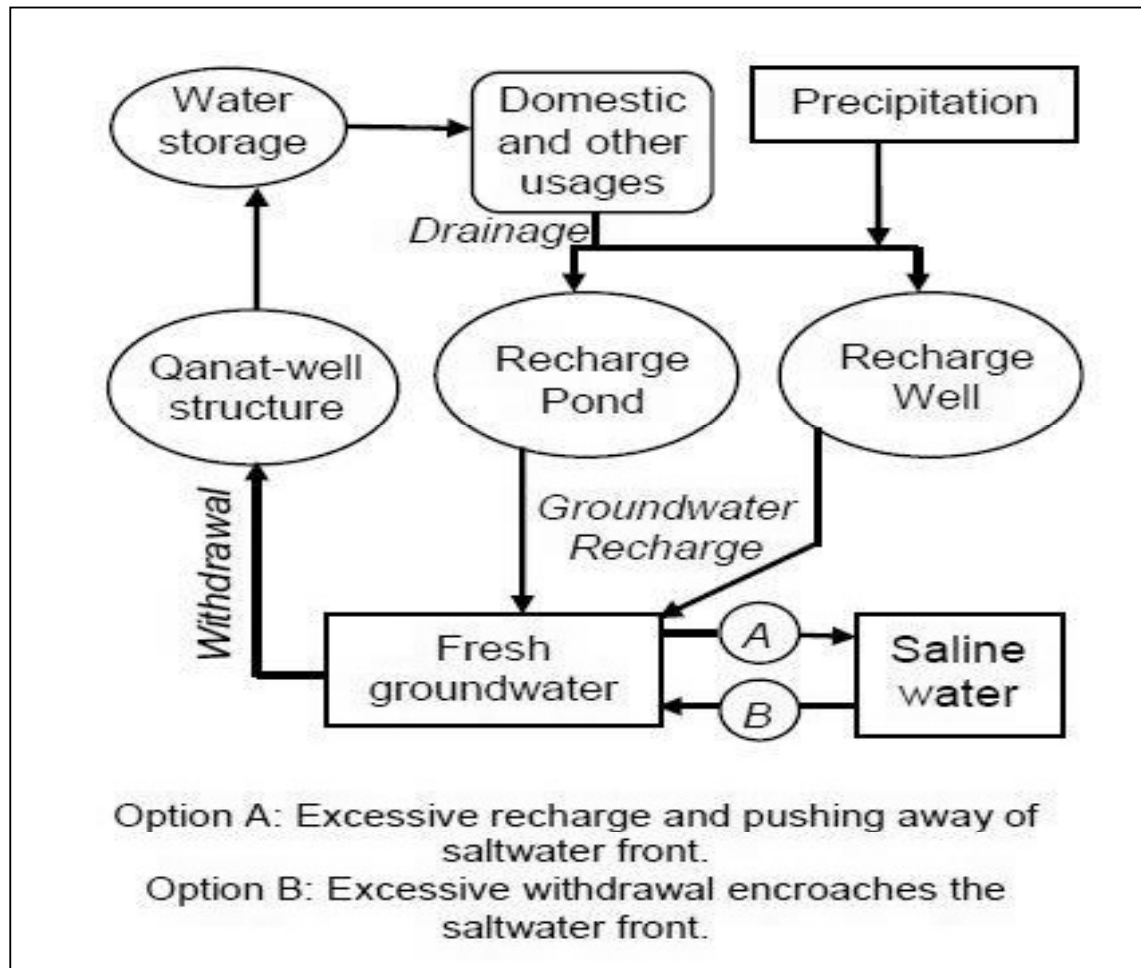 Water
storage
Domestic
and other
usages
Precipitation
Drainage
Qanat-well
structure
Recharge
Pond
Recharge
Well
Withdrawal
Groundwater
Recharge
Fresh
groundwater
A
B
Saline
water
Option A: Excessive recharge and pushing away of
saltwater front.
Option B: Excessive withdrawal encroaches the
saltwater front.